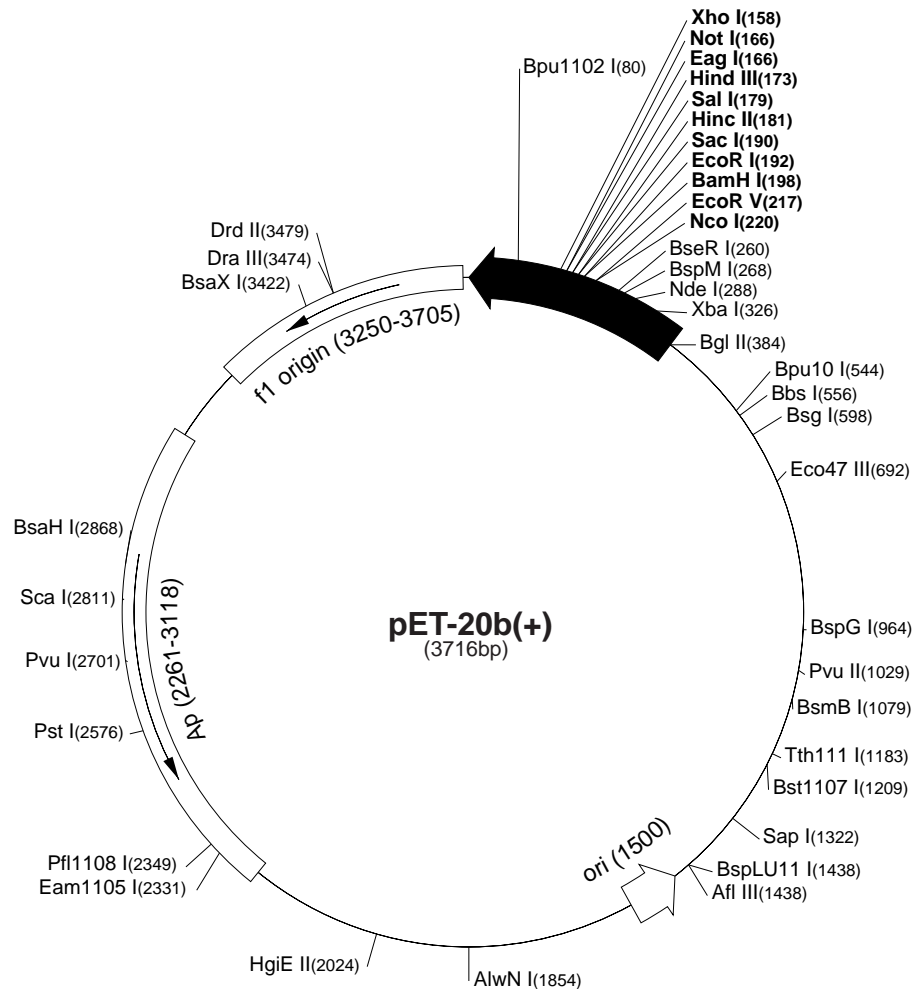 Xho I(158)
Not I(166)
Eag I(166)
Hind III(173)
Sal I(179)
Hinc II(181)
Sac I(190)
EcoR I(192)
BamH I(198)
EcoR V(217)
Nco I(220)
Bpu1102 I(80)
BseR I(260)
BspM I(268)
Nde I(288)
Xba I(326)
Bgl II(384)
Bpu10 I(544)
Bbs I(556)
Bsg I(598)
Eco47 III(692)
BspG I(964)
Pvu II(1029)
BsmB I(1079)
Tth111 I(1183)
Bst1107 I(1209)
Sap I(1322)
BspLU11 I(1438)
Afl III(1438)
AlwN I(1854)
HgiE II(2024)
Eam1105 I(2331)
Pfl1108 I(2349)
Pst I(2576)
Pvu I(2701)
Sca I(2811)
BsaH I(2868)
BsaX I(3422)
Dra III(3474)
Drd II(3479)
f1 origin (3250-3705)
Ap (2261-3118)
ori (1500)
pET-20b(+)
(3716bp)